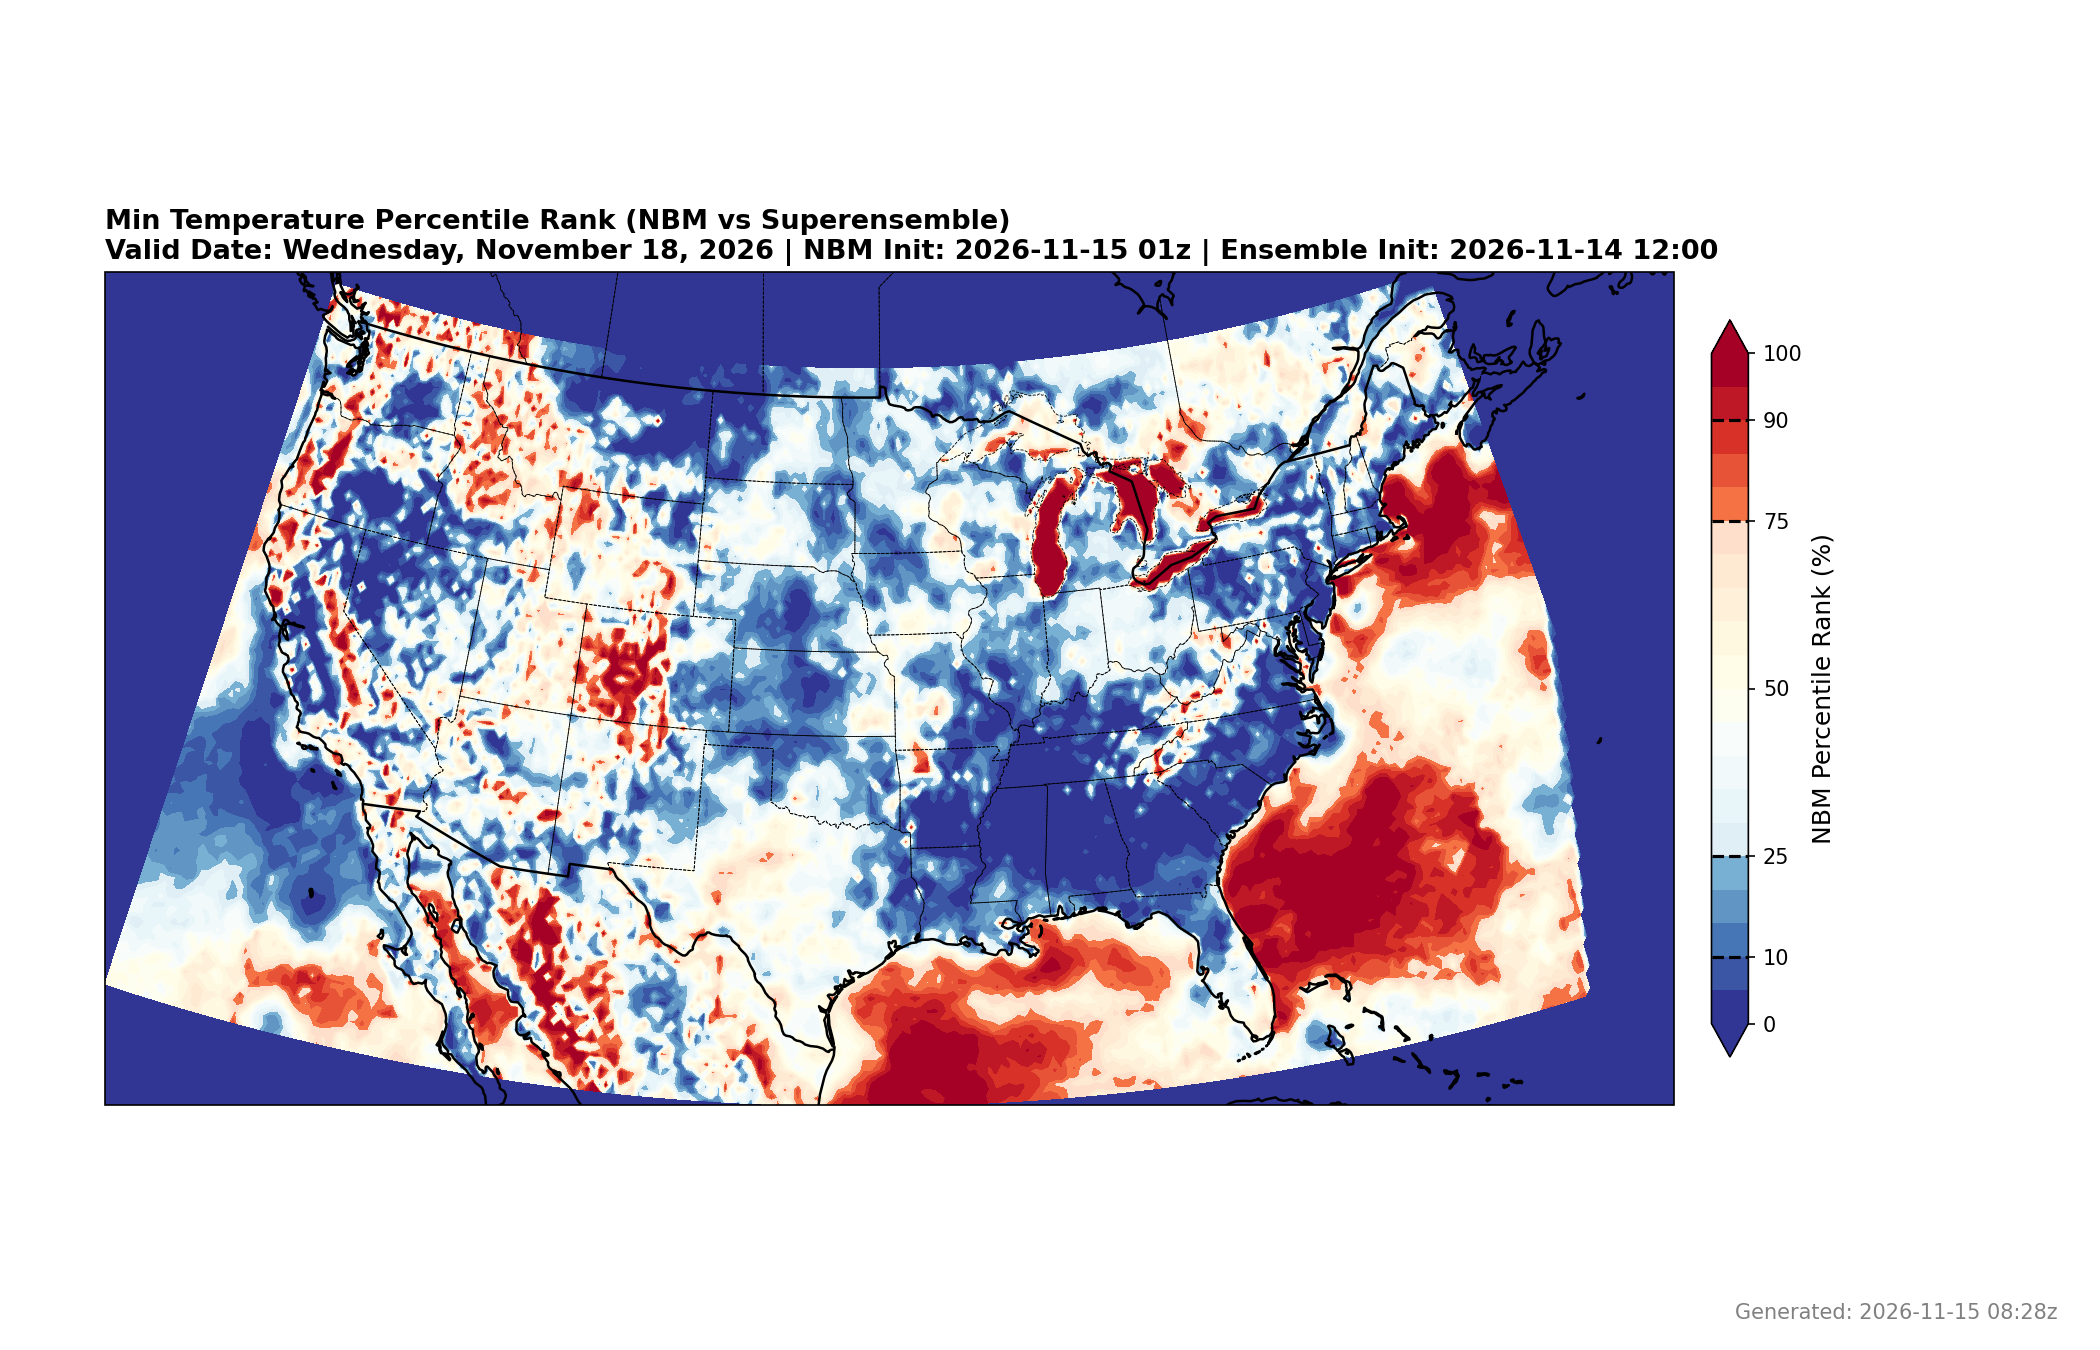 Min Temperature Percentile Rank (NBM vs Superensemble)
Valid Date: Wednesday, November 18, 2026 | NBM Init: 2026-11-15 01z | Ensemble Init: 2026-11-14 12:00
100
90
75
50
25
10
0
NBM Percentile Rank (%)
Generated: 2026-11-15 08:28z